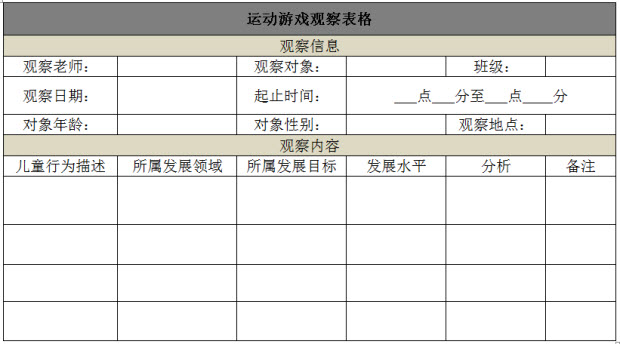 运动游戏观察表格
观察信息
观察老师： 观察对象： 班级：
观察日期： 起止时间： ___点___分至___点____分
对象年龄： 对象性别： 观察地点：
观察内容
儿童行为描述 所属发展领域 所属发展目标 发展水平 分析 备注